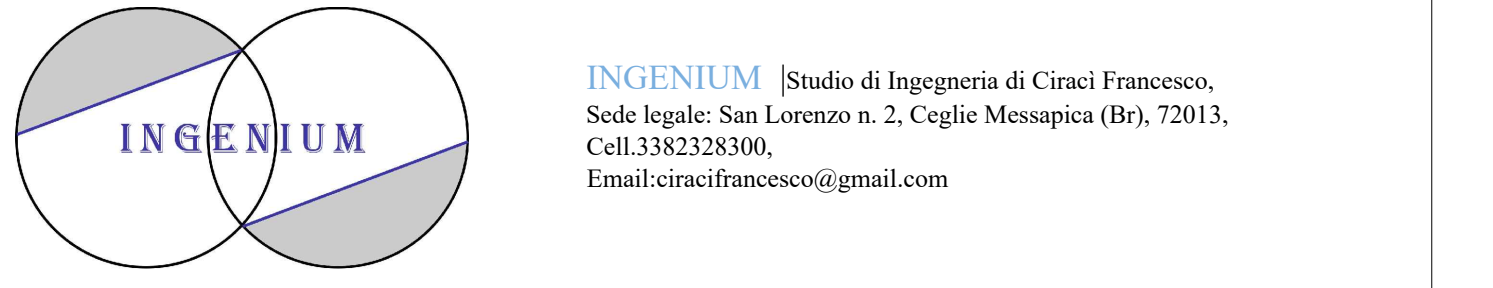 INGENIUM
INGENIUM |Studio di Ingegneria di Ciracì Francesco,
Sede legale: San Lorenzo n. 2, Ceglie Messapica (Br), 72013,
Cell.3382328300,
Email:ciracifrancesco@gmail.com